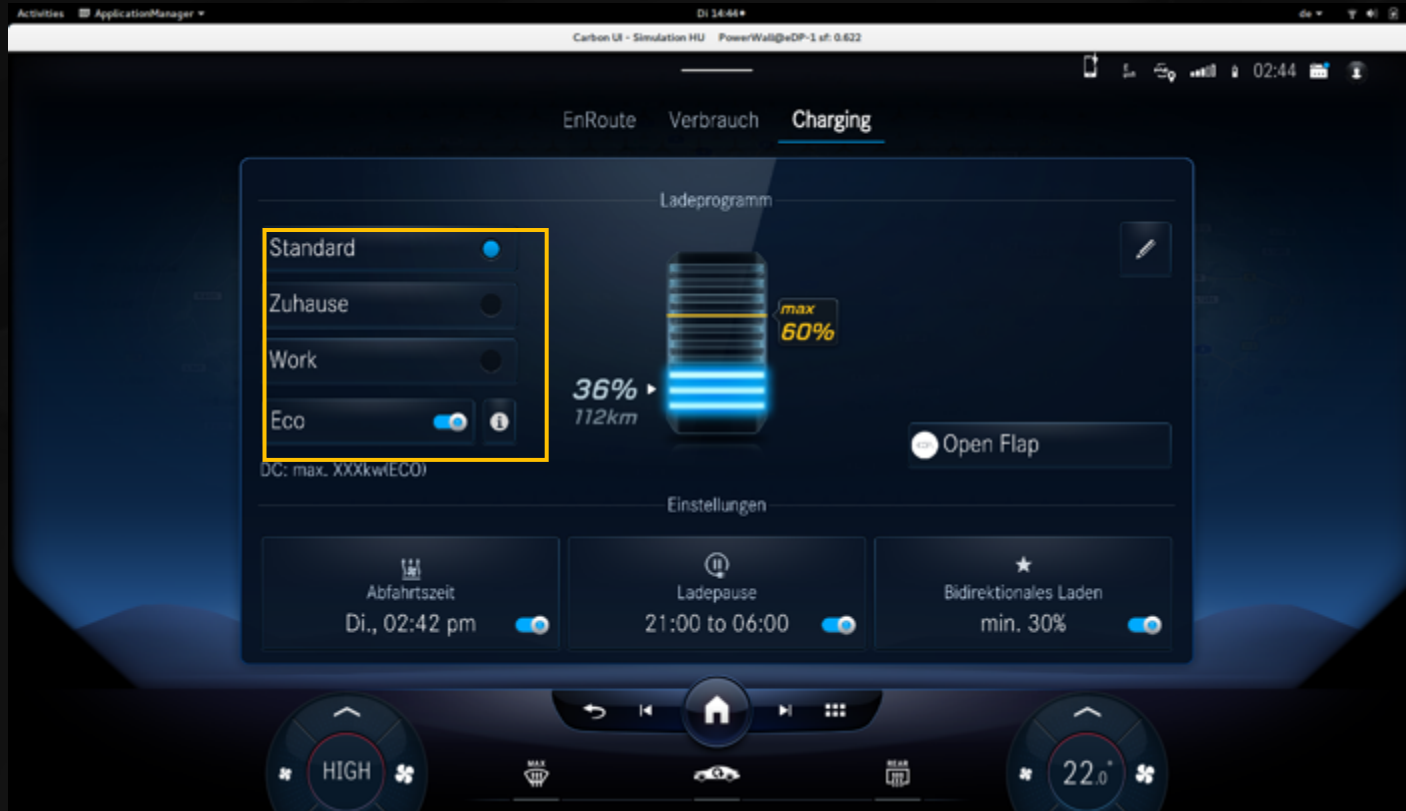 Activities ApplicationManager
Di 14:44
de
Carbon UI - Simulation HU PowerWall@eDP-1 sf: 0.622
02:44
EnRoute Verbrauch Charging
Ladeprogramm
Standard
Zuhause
Work
Eco
DC: max. XXXkw(ECO)
max
60%
36%
112km
Open Flap
Einstellungen
Abfahrtszeit
Di., 02:42 pm
Ladepause
21:00 to 06:00
Bidirektionales Laden
min. 30%
HIGH
MAX
REAR
22.0°